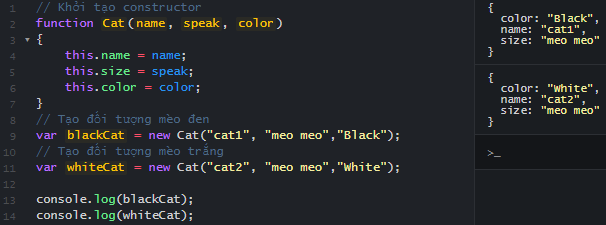 1 // Khởi tạo constructor
2 function Cat(name, speak, color)
3 {
4 this.name = name;
5 this.size = speak;
6 this.color = color;
7 }
8 // Tạo đối tượng mèo đen
9 var blackCat = new Cat("cat1", "meo meo","Black");
10 // Tạo đối tượng mèo trắng
11 var whiteCat = new Cat("cat2", "meo meo","White");
12
13 console.log(blackCat);
14 console.log(whiteCat);
{
color: "Black",
name: "cat1",
size: "meo meo"
}
{
color: "White",
name: "cat2",
size: "meo meo"
}
>_